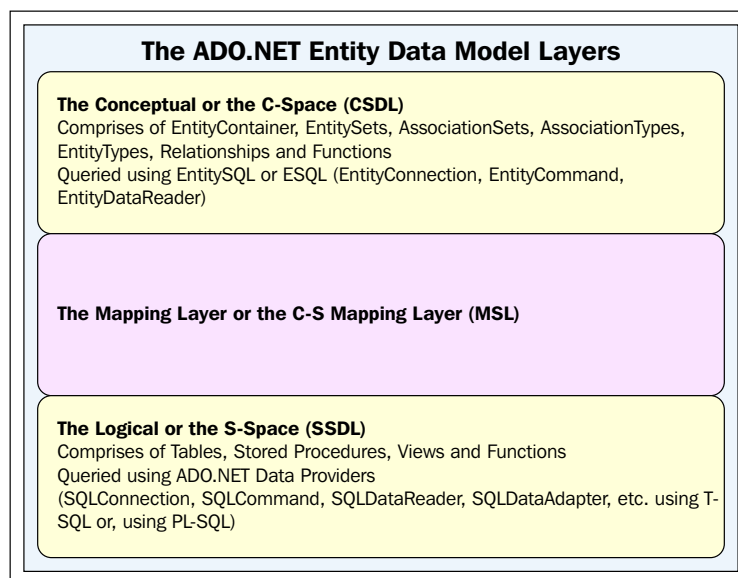 The ADO.NET Entity Data Model Layers
The Conceptual or the C-Space (CSDL)
Comprises of EntityContainer, EntitySets, AssociationSets, AssociationTypes,
EntityTypes, Relationships and Functions
Queried using EntitySQL or ESQL (EntityConnection, EntityCommand,
EntityDataReader)
The Mapping Layer or the C-S Mapping Layer (MSL)
The Logical or the S-Space (SSDL)
Comprises of Tables, Stored Procedures, Views and Functions
Queried using ADO.NET Data Providers
(SQLConnection, SQLCommand, SQLDataReader, SQLDataAdapter, etc. using T-
SQL or, using PL-SQL)